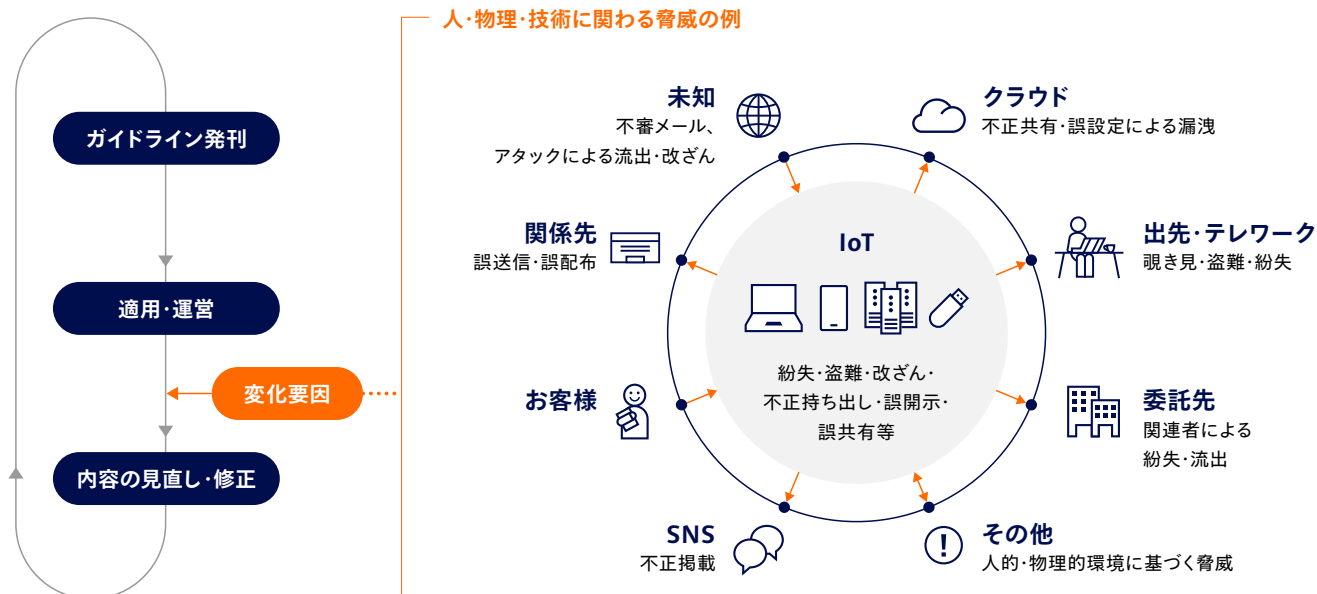 人・物理・技術に関わる脅威の例
ガイドライン発刊
適用・運営
変化要因
内容の見直し・修正
未知
不審メール、
アタックによる流出・改ざん
クラウド
不正共有・誤設定による漏洩
関係先
誤送信・誤配布
出先・テレワーク
覗き見・盗難・紛失
IoT
紛失・盗難・改ざん・
不正持ち出し・誤開示・
誤共有等
お客様
委託先
関連者による
紛失・流出
SNS
不正掲載
その他
人的・物理的環境に基づく脅威